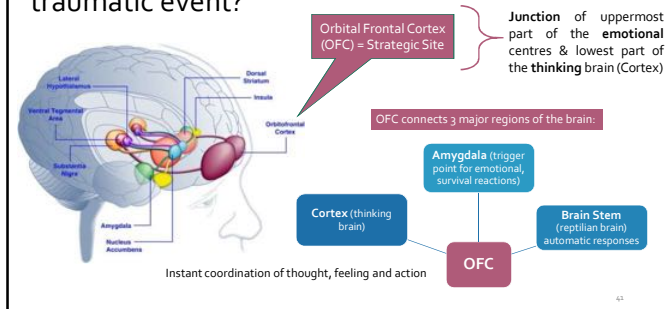 traumatic event?
Orbital Frontal Cortex
(OFC) = Strategic Site
Junction of uppermost
part of the emotional
centres & lowest part of
the thinking brain (Cortex)
Lateral
Hypothalamus
Dorsal
Striatum
Insula
Ventral Tegmental
Area
Orbitofrontal
Cortex
Substantia
Nigra
Amygdala
Nucleus
Accumbens
OFC connects 3 major regions of the brain:
Amygdala (trigger
point for emotional,
survival reactions)
Cortex (thinking
brain)
Brain Stem
(reptilian brain)
automatic responses
OFC
Instant coordination of thought, feeling and action
41